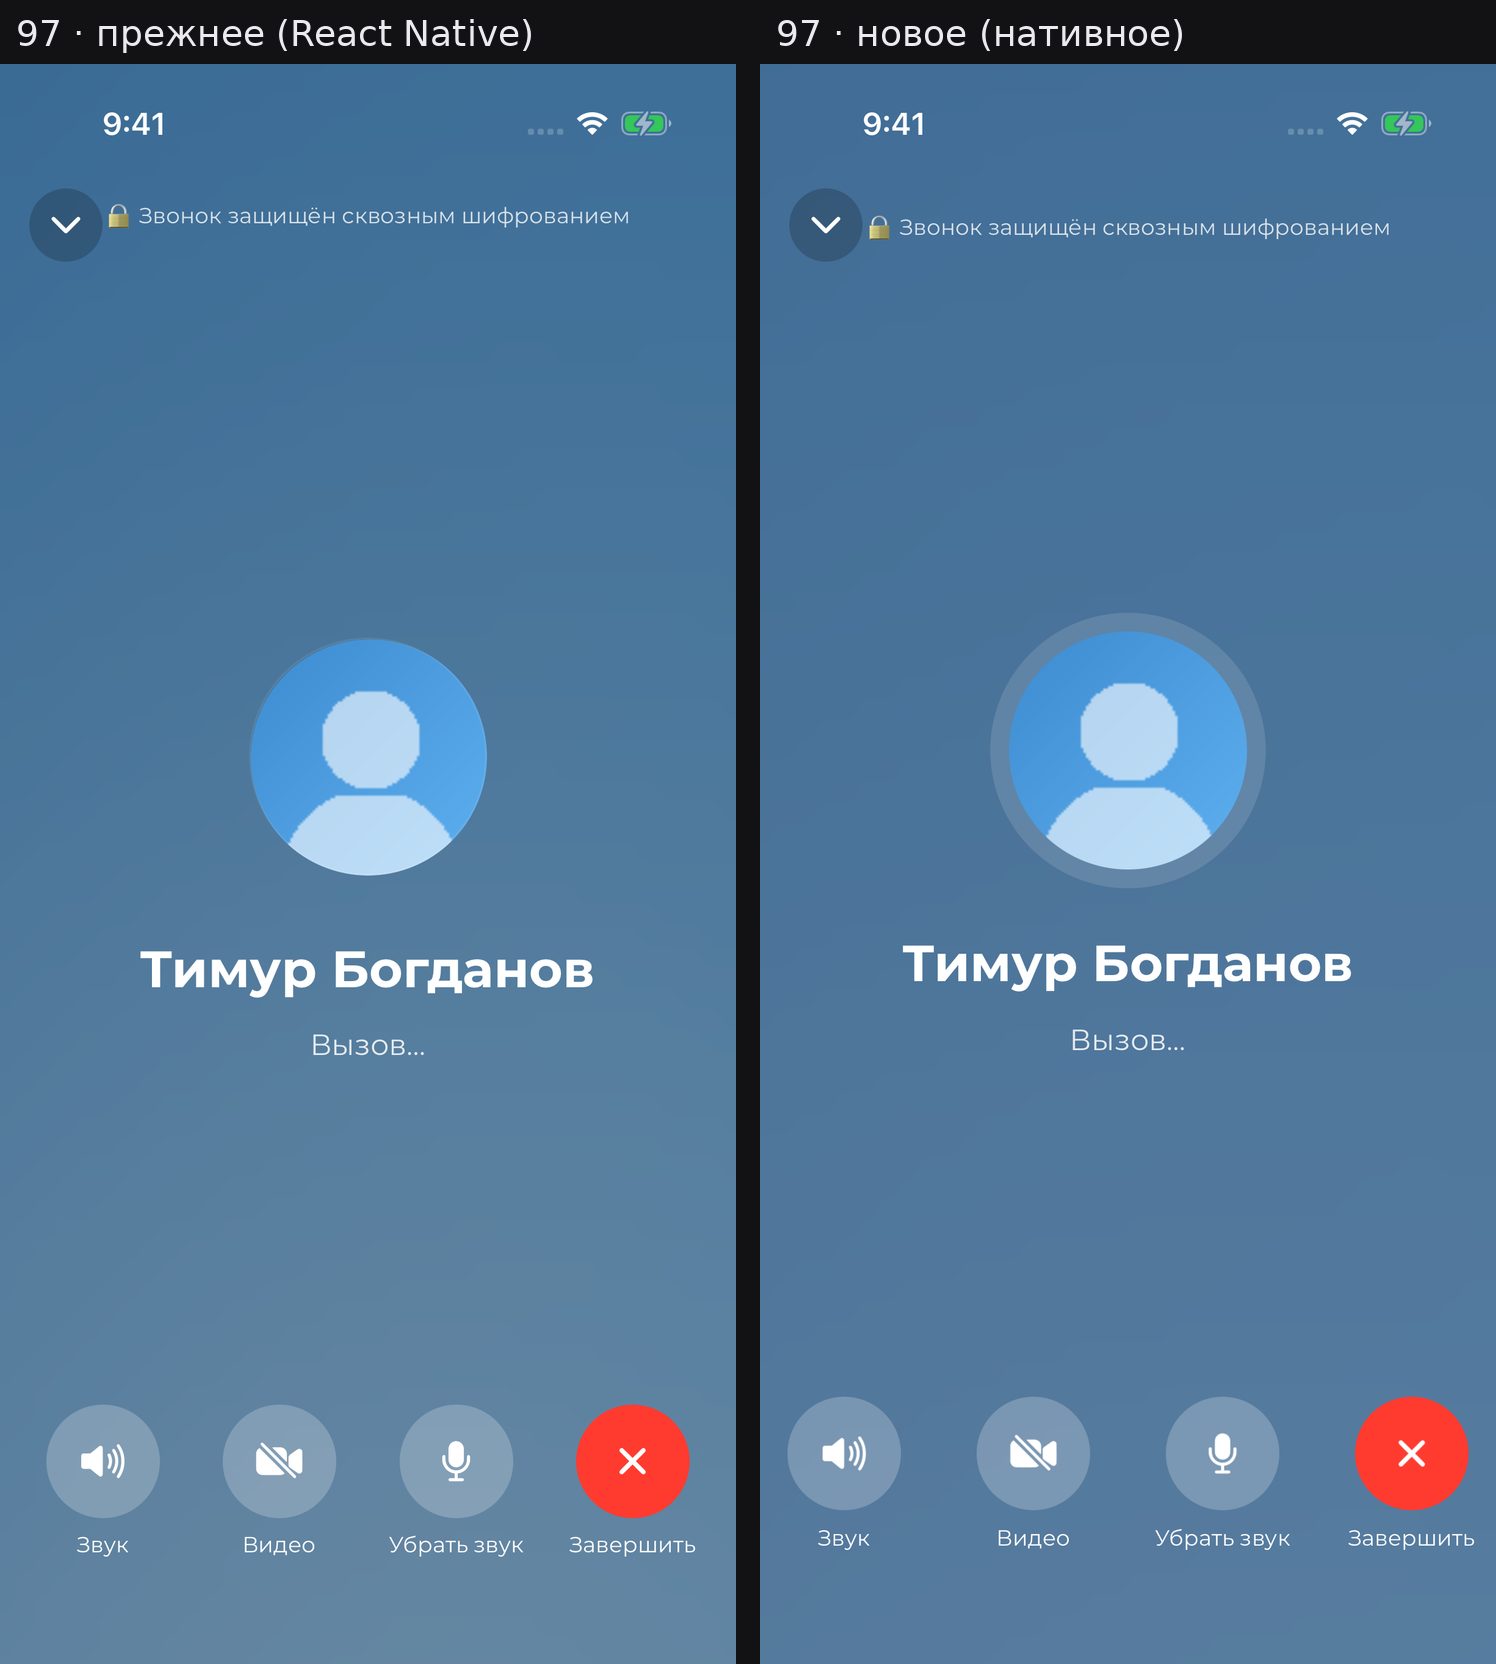 97 · прежнее (React Native)
9:41
Звонок защищён сквозным шифрованием
Тимур Богданов
Вызов...
Звук
Видео
Убрать звук
Завершить
97 · новое (нативное)
9:41
Звонок защищён сквозным шифрованием
Тимур Богданов
Вызов...
Звук
Видео
Убрать звук
Завершить